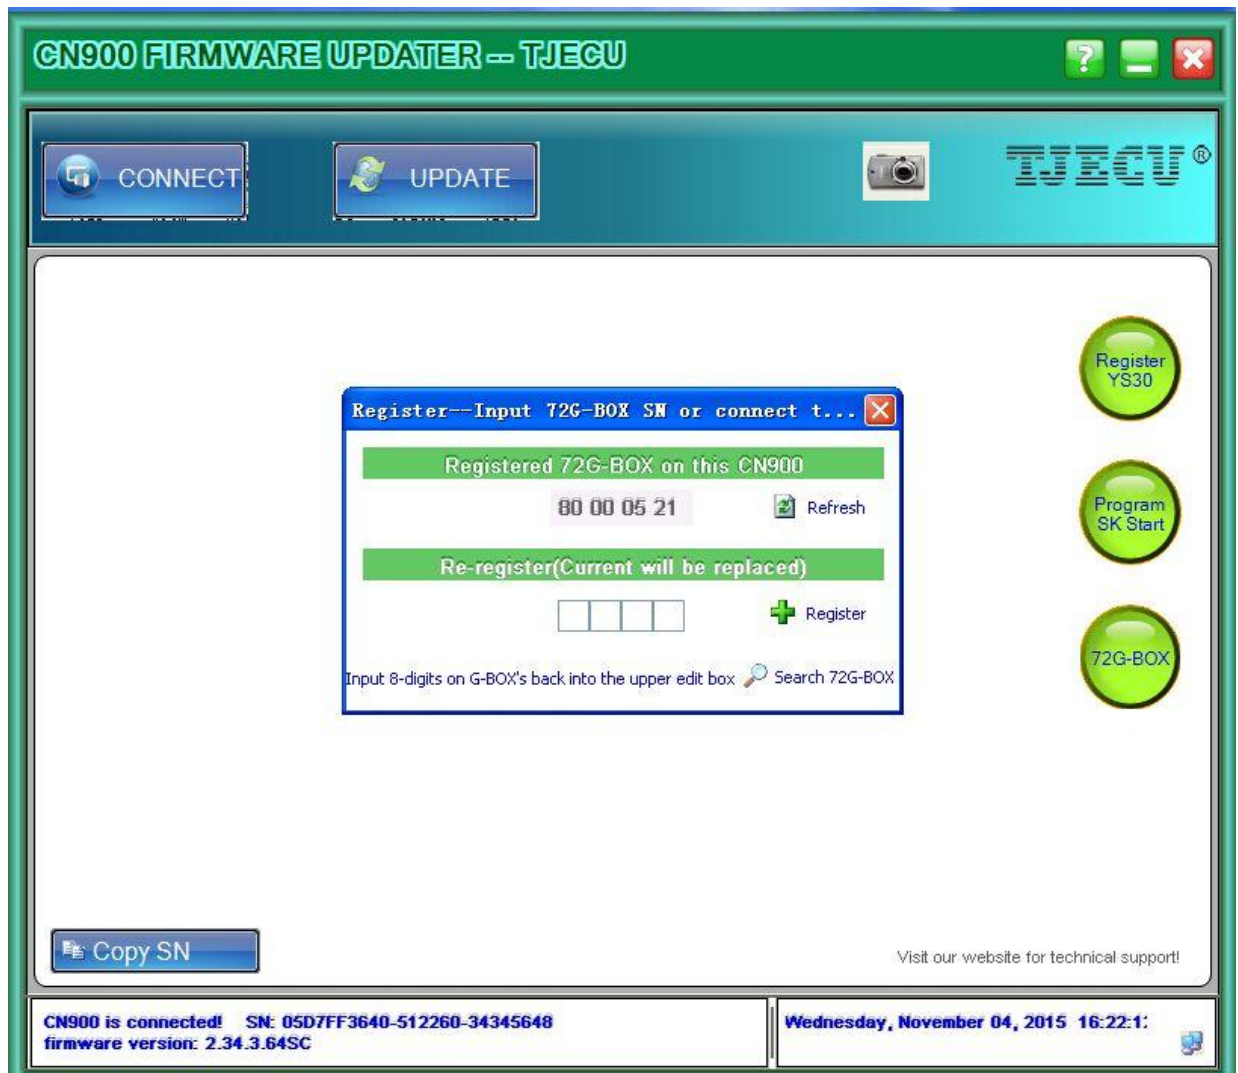 CN900 FIRMWARE UPDATER -- TJECU
CONNECT
UPDATE
TJECU®
Register
YS30
Register--Input 72G-BOX SN or connect t...
Registered 72G-BOX on this CN900
80 00 05 21
Refresh
Program
SK Start
Re-register(Current will be replaced)
Register
72G-BOX
Input 8-digits on G-BOX's back into the upper edit box
Search 72G-BOX
Copy SN
Visit our website for technical support!
CN900 is connected! SN: 05D7FF3640-512260-34345648
firmware version: 2.34.3.64SC
Wednesday, November 04, 2015 16:22:1